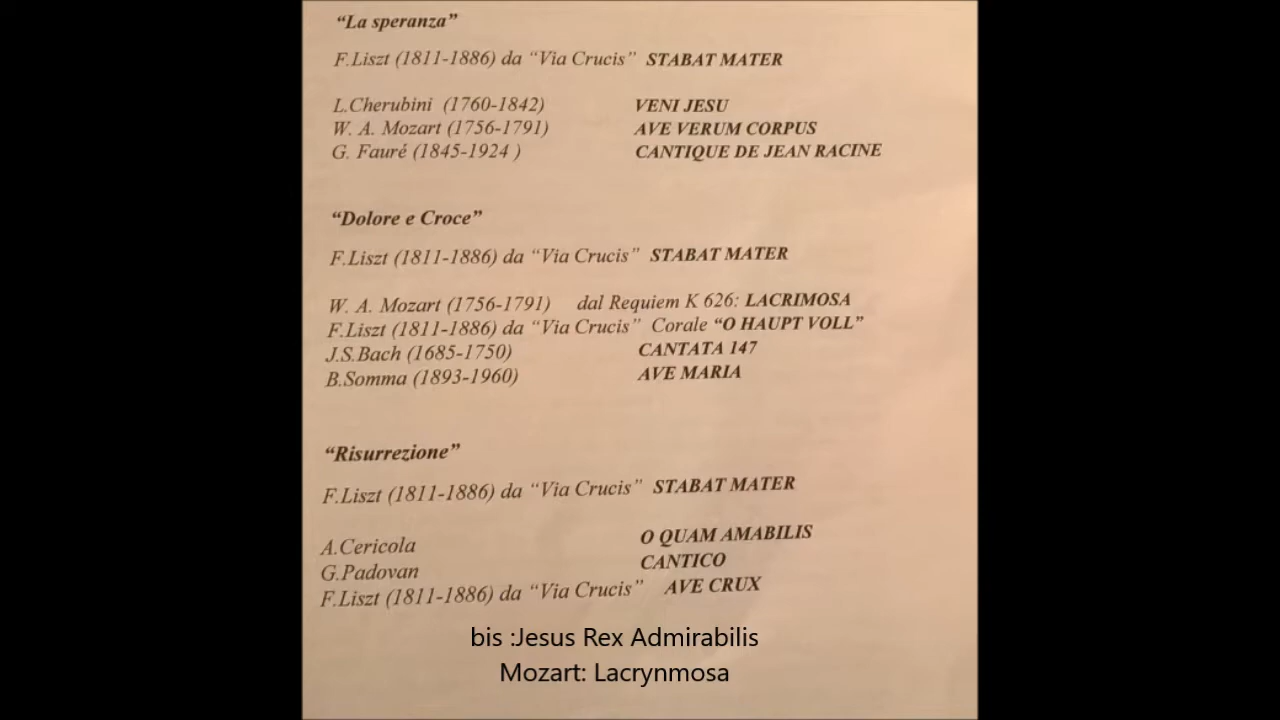 “La speranza”
F.Liszt (1811-1886) da “Via Crucis” STABAT MATER
L.Cherubini (1760-1842) VENI JESU
W. A. Mozart (1756-1791) AVE VERUM CORPUS
G. Fauré (1845-1924 ) CANTIQUE DE JEAN RACINE
“Dolore e Croce”
F.Liszt (1811-1886) da “Via Crucis” STABAT MATER
W. A. Mozart (1756-1791) dal Requiem K 626: LACRIMOSA
F.Liszt (1811-1886) da “Via Crucis” Corale “O HAUPT VOLL”
J.S.Bach (1685-1750) CANTATA 147
B.Somma (1893-1960) AVE MARIA
“Risurrezione”
F.Liszt (1811-1886) da “Via Crucis” STABAT MATER
A.Cericola O QUAM AMABILIS
G.Padovan CANTICO
F.Liszt (1811-1886) da “Via Crucis” AVE CRUX
bis :Jesus Rex Admirabilis
Mozart: Lacrynmosa